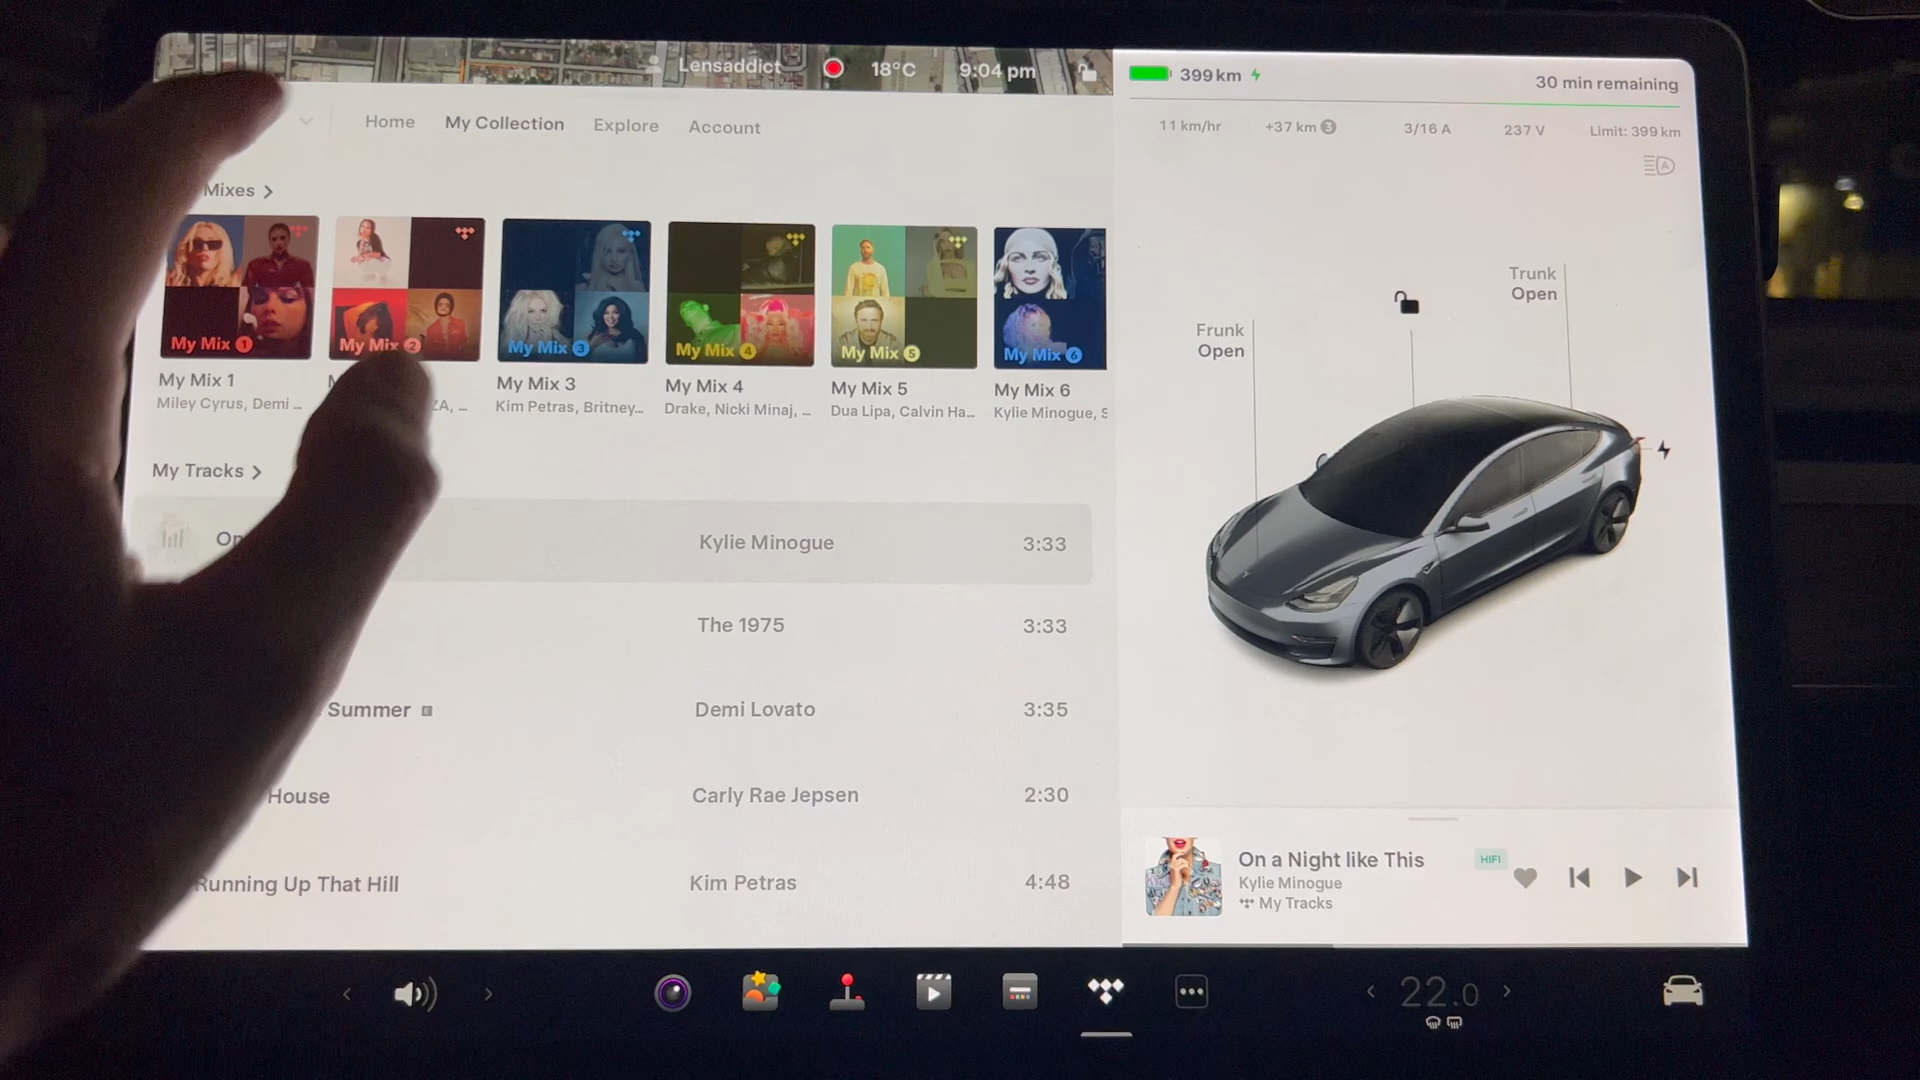 Lensaddict 18°C 9:04 pm
399 km 30 min remaining
11 km/hr +37 km 3 3/16 A 237 V Limit: 399 km
Home My Collection Explore Account
Mixes
My Mix 1 My Mix 2 My Mix 3 My Mix 4 My Mix 5 My Mix 6
My Mix 1 My Mix 3 My Mix 4 My Mix 5 My Mix 6
Miley Cyrus, Demi ... ZA, ... Kim Petras, Britney... Drake, Nicki Minaj, ... Dua Lipa, Calvin Ha... Kylie Minogue, S
Trunk
Open
Frunk
Open
My Tracks
On Kylie Minogue 3:33
The 1975 3:33
Summer E Demi Lovato 3:35
House Carly Rae Jepsen 2:30
Running Up That Hill Kim Petras 4:48
On a Night like This HIFI
Kylie Minogue
My Tracks
22.0